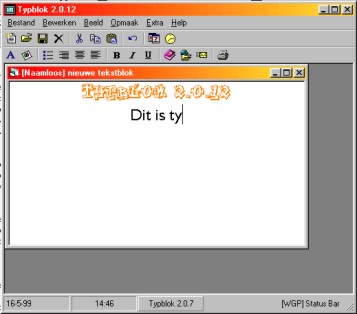 Typblok 2.0.12
Bestand Bewerken Beeld Opmaak Extra Help
A B I U
[Naamloos] nieuwe tekstblok
TYPBLOK 2.0.12
Dit is ty
16-5-99 14:46 Typblok 2.0.7 [WGP] Status Bar